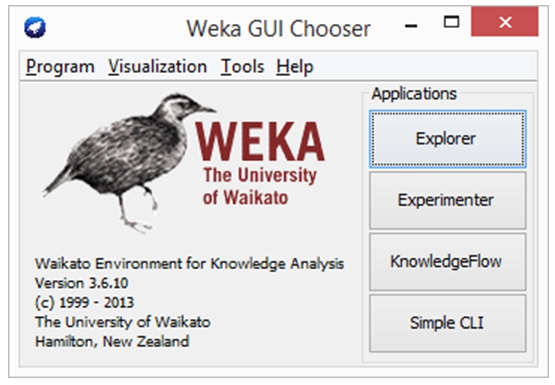 Weka GUI Chooser
Program Visualization Tools Help
WEKA
The University
of Waikato
Waikato Environment for Knowledge Analysis
Version 3.6.10
(c) 1999 - 2013
The University of Waikato
Hamilton, New Zealand
Applications
Explorer
Experimenter
KnowledgeFlow
Simple CLI